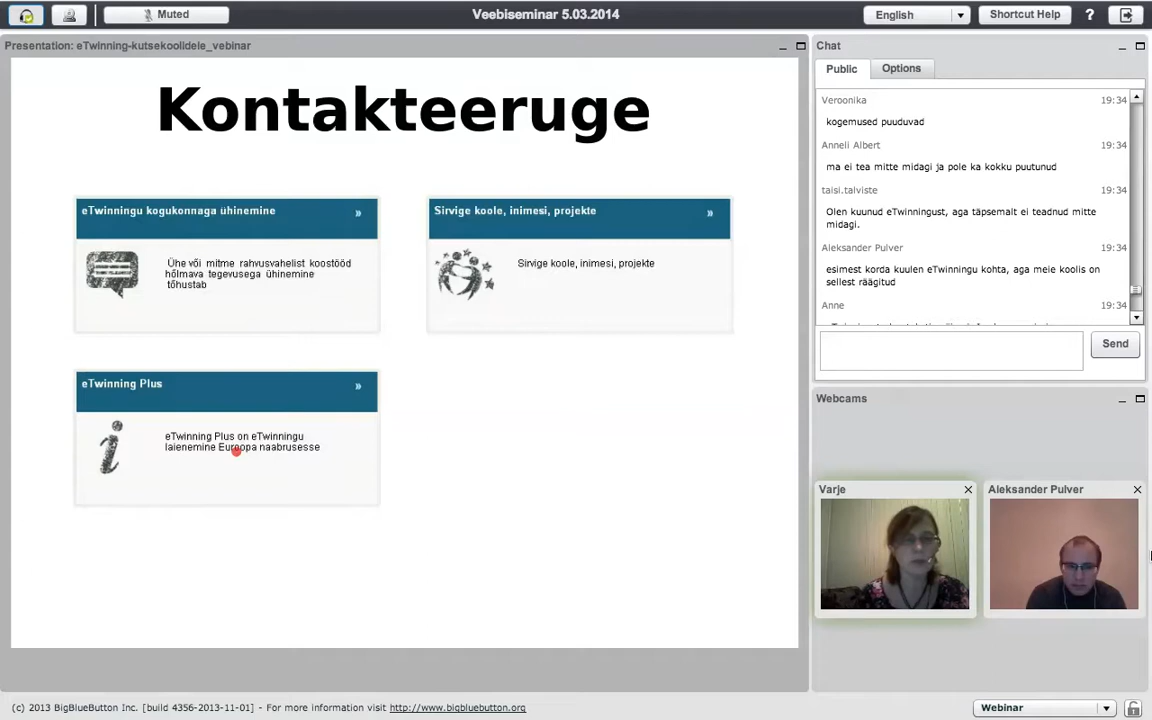 Muted
Veebiseminar 5.03.2014
English
Shortcut Help
?
Presentation: eTwinning-kutsekoolidele_vebinar
Kontakteeruge
eTwinningu kogukonnaga ühinemine »
Ühe või mitme rahvusvahelist koostööd
hõlmava tegevusega ühinemine
tõhustab
Sirvige koole, inimesi, projekte »
Sirvige koole, inimesi, projekte
eTwinning Plus »
eTwinning Plus on eTwinningu
laienemine Euroopa naabrusesse
Chat
Public Options
Veroonika 19:34
kogemused puuduvad
Anneli Albert 19:34
ma ei tea mitte midagi ja pole ka kokku puutunud
taisi.talviste 19:34
Olen kuunud eTwinningust, aga täpsemalt ei teadnud mitte
midagi.
Aleksander Pulver 19:34
esimest korda kuulen eTwinningu kohta, aga meie koolis on
sellest räägitud
Anne 19:34
Send
Webcams
Varje
Aleksander Pulver
(c) 2013 BigBlueButton Inc. [build 4356-2013-11-01] - For more information visit http://www.bigbluebutton.org
Webinar